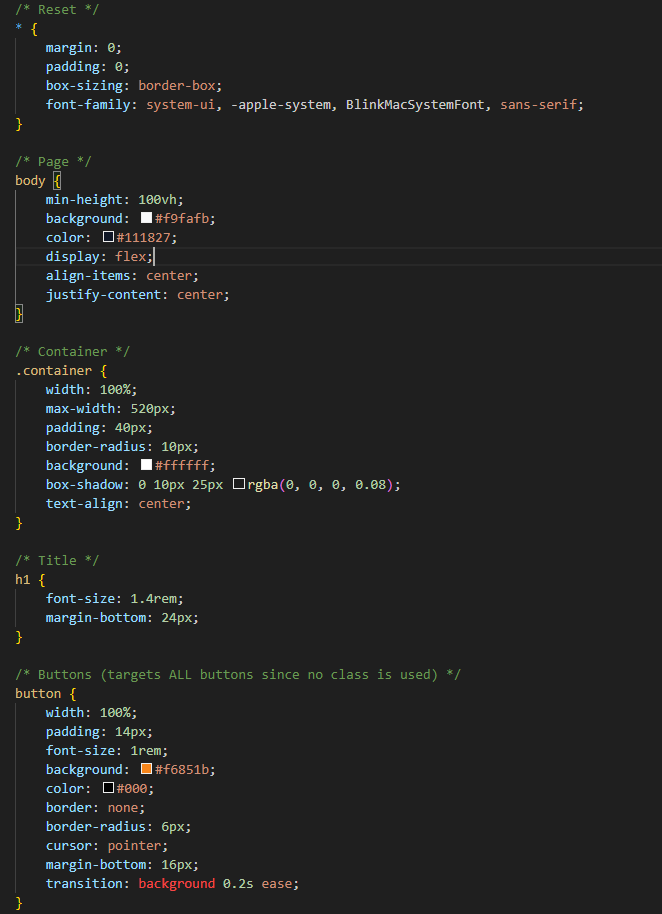 /* Reset */
* {
    margin: 0;
    padding: 0;
    box-sizing: border-box;
    font-family: system-ui, -apple-system, BlinkMacSystemFont, sans-serif;
}

/* Page */
body {
    min-height: 100vh;
    background: #f9fafb;
    color: #111827;
    display: flex;
    align-items: center;
    justify-content: center;
}

/* Container */
.container {
    width: 100%;
    max-width: 520px;
    padding: 40px;
    border-radius: 10px;
    background: #ffffff;
    box-shadow: 0 10px 25px rgba(0, 0, 0, 0.08);
    text-align: center;
}

/* Title */
h1 {
    font-size: 1.4rem;
    margin-bottom: 24px;
}

/* Buttons (targets ALL buttons since no class is used) */
button {
    width: 100%;
    padding: 14px;
    font-size: 1rem;
    background: #f6851b;
    color: #000;
    border: none;
    border-radius: 6px;
    cursor: pointer;
    margin-bottom: 16px;
    transition: background 0.2s ease;
}